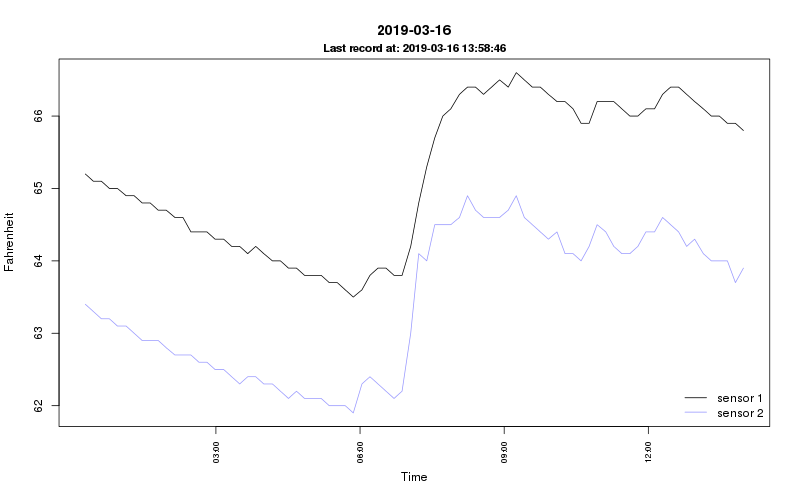 2019-03-16
Last record at: 2019-03-16 13:58:46
Fahrenheit
66
65
64
63
62
sensor 1
sensor 2
03:00
06:00
09:00
12:00
Time